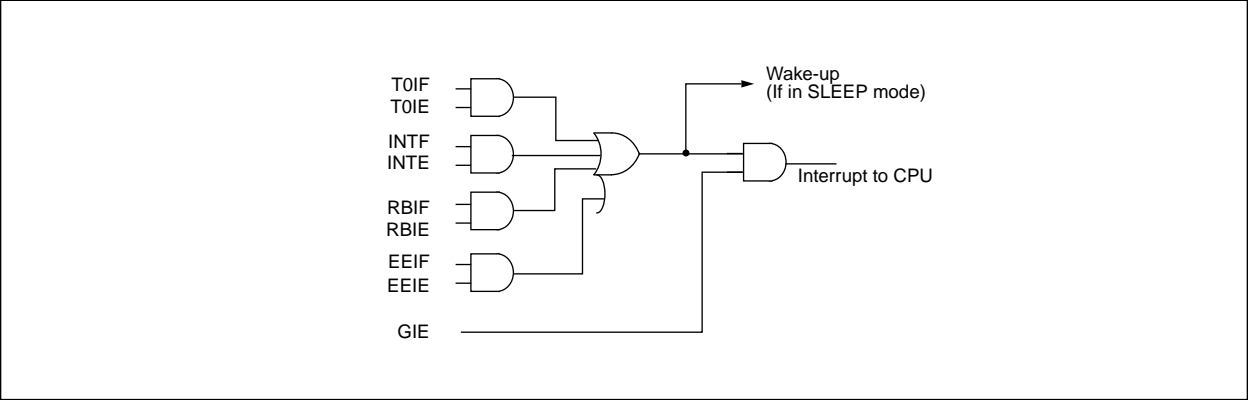 T0IF
T0IE
INTF
INTE
RBIF
RBIE
EEIF
EEIE
GIE
Wake-up
(If in SLEEP mode)
Interrupt to CPU